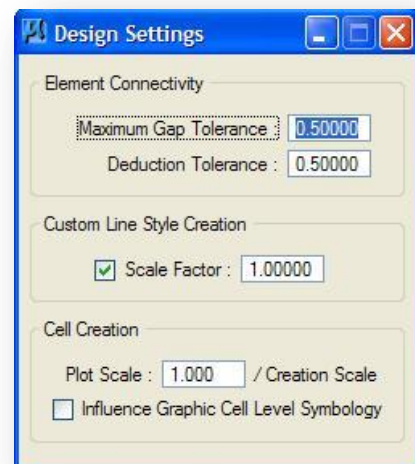 Design Settings
Element Connectivity
Maximum Gap Tolerance : 0.50000
Deduction Tolerance : 0.50000
Custom Line Style Creation
Scale Factor : 1.00000
Cell Creation
Plot Scale : 1.000 / Creation Scale
Influence Graphic Cell Level Symbology